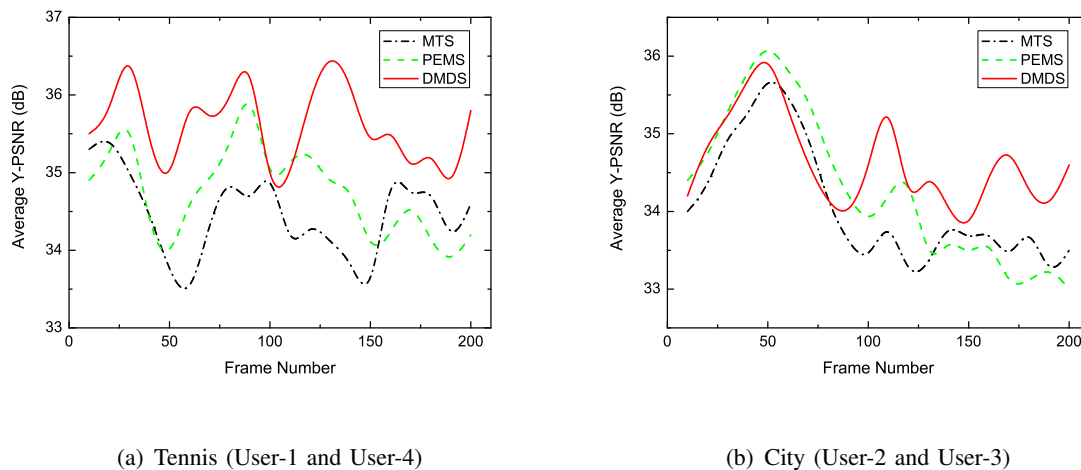 37
36
35
34
33
0
50
100
150
200
Average Y-PSNR (dB)
Frame Number
MTS
PEMS
DMDS
(a) Tennis (User-1 and User-4)
36
35
34
33
0
50
100
150
200
Average Y-PSNR (dB)
Frame Number
MTS
PEMS
DMDS
(b) City (User-2 and User-3)